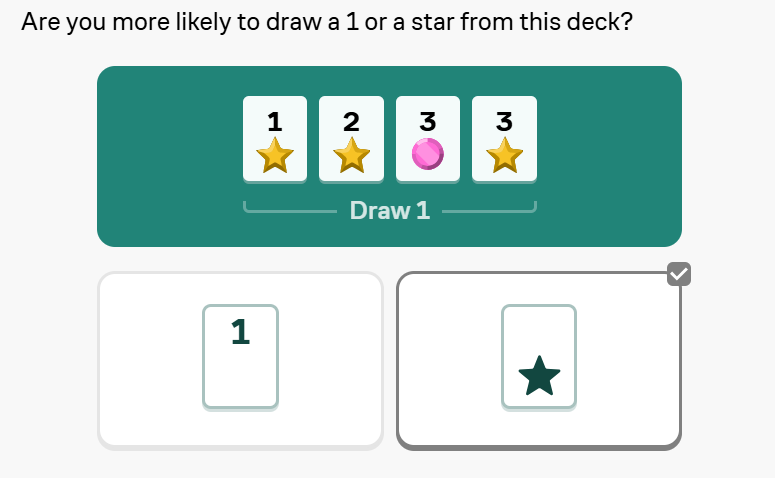 Are you more likely to draw a 1 or a star from this deck?
1 2 3 3
Draw 1
1